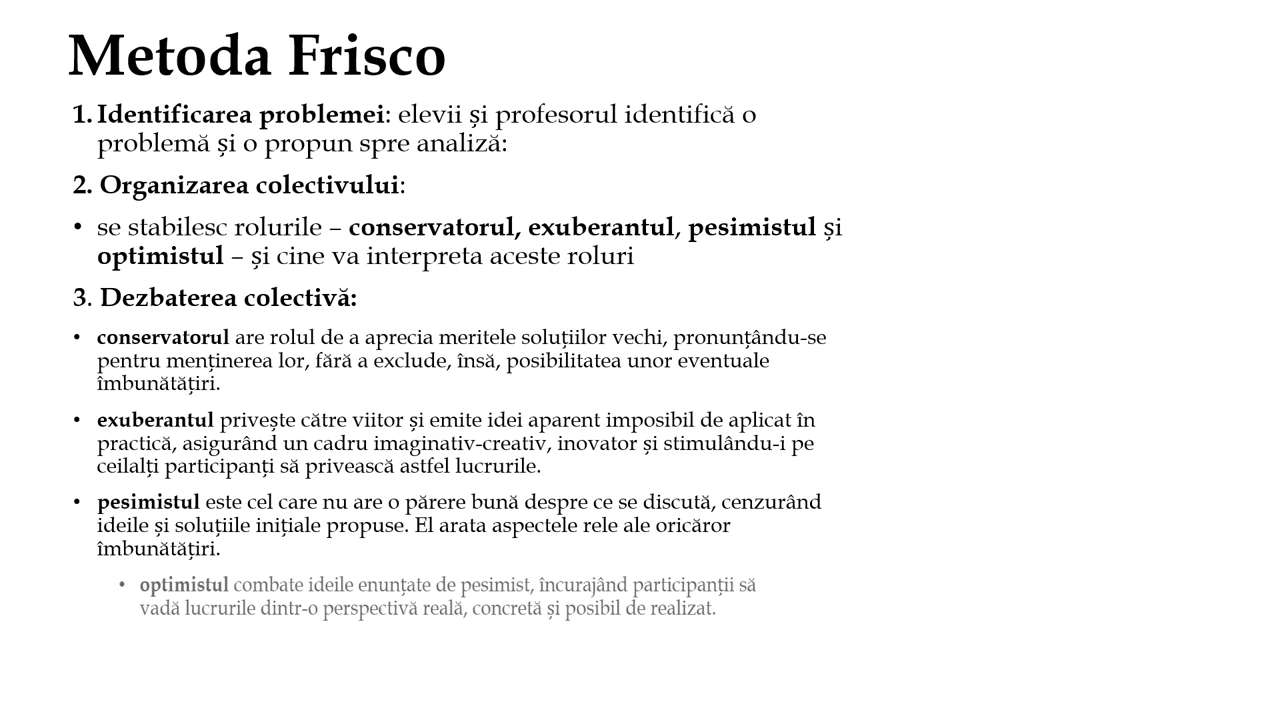 Metoda Frisco
1. Identificarea problemei: elevii și profesorul identifică o
problemă și o propun spre analiză:
2. Organizarea colectivului:
• se stabilesc rolurile – conservatorul, exuberantul, pesimistul și
optimistul – și cine va interpreta aceste roluri
3. Dezbaterea colectivă:
• conservatorul are rolul de a aprecia meritele soluțiilor vechi, pronunțându-se
pentru menținerea lor, fără a exclude, însă, posibilitatea unor eventuale
îmbunătățiri.
• exuberantul privește către viitor și emite idei aparent imposibil de aplicat în
practică, asigurând un cadru imaginativ-creativ, inovator și stimulându-i pe
ceilalți participanți să privească astfel lucrurile.
• pesimistul este cel care nu are o părere bună despre ce se discută, cenzurând
ideile și soluțiile inițiale propuse. El arata aspectele rele ale oricăror
îmbunătățiri.
• optimistul combate ideile enunțate de pesimist, încurajând participanții să
vadă lucrurile dintr-o perspectivă reală, concretă și posibil de realizat.